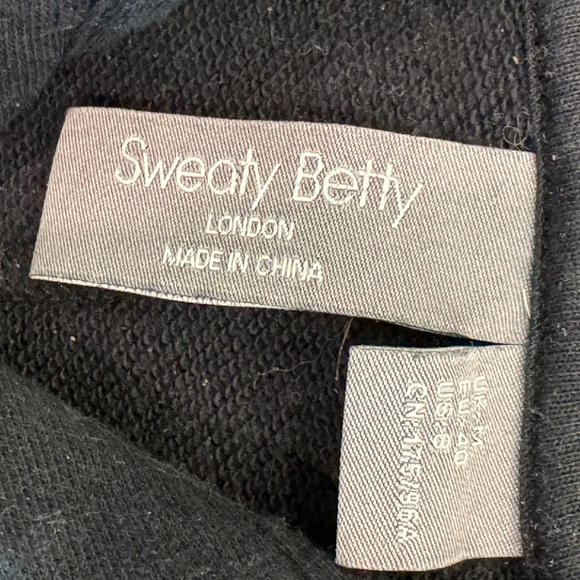 Sweaty Betty
LONDON
MADE IN CHINA
UK: M
EU: 40
US: 8
CN: 175/96A